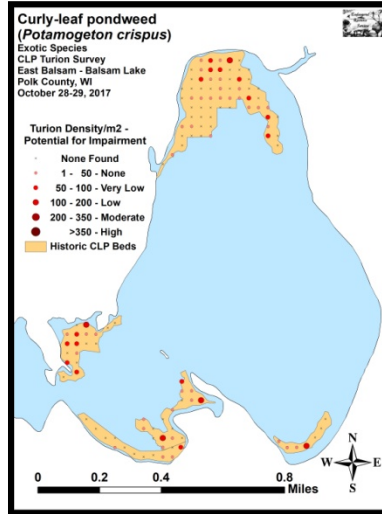 Curly-leaf pondweed
(Potamogeton crispus)
Exotic Species
CLP Turion Survey
East Balsam - Balsam Lake
Polk County, WI
October 28-29, 2017
Turion Density/m2 -
Potential for Impairment
None Found
1 - 50 - None
50 - 100 - Very Low
100 - 200 - Low
200 - 350 - Moderate
>350 - High
Historic CLP Beds
N
W E
S
0 0.2 0.4 0.8
Miles